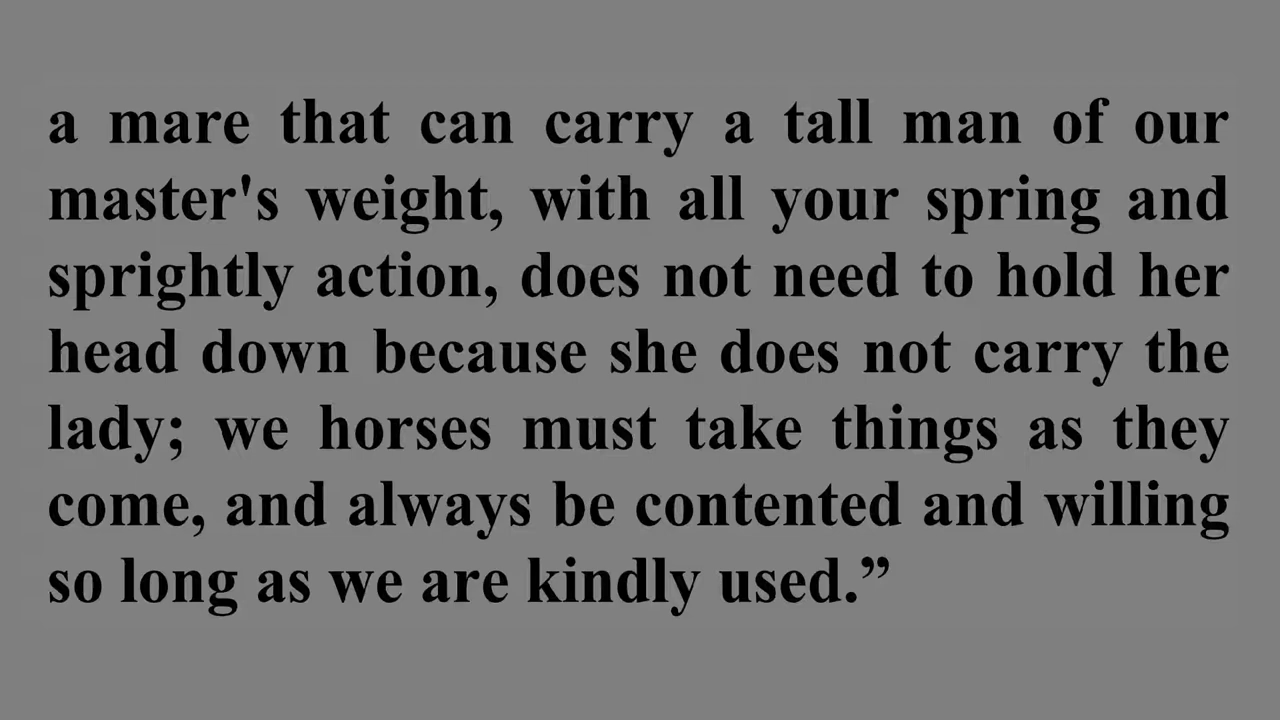 a mare that can carry a tall man of our
master's weight, with all your spring and
sprightly action, does not need to hold her
head down because she does not carry the
lady; we horses must take things as they
come, and always be contented and willing
so long as we are kindly used.”